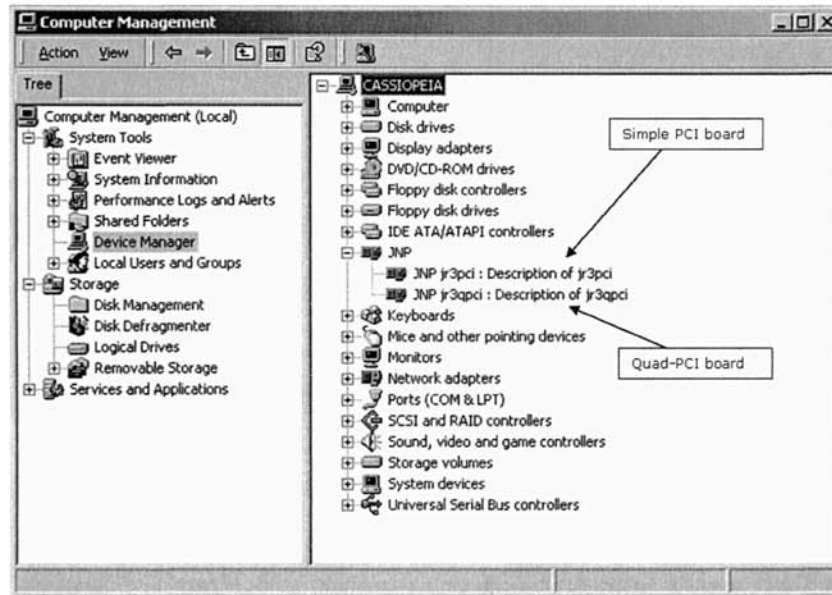 Computer Management
Action View
Tree
Computer Management (Local)
System Tools
Event Viewer
System Information
Performance Logs and Alerts
Shared Folders
Device Manager
Local Users and Groups
Storage
Disk Management
Disk Defragmenter
Logical Drives
Removable Storage
Services and Applications
CASSIOPEIA
Computer
Disk drives
Display adapters
DVD/CD-ROM drives
Floppy disk controllers
Floppy disk drives
IDE ATA/ATAPI controllers
JNP
JNP jr3pci : Description of jr3pci
JNP jr3qpci : Description of jr3qpci
Keyboards
Mice and other pointing devices
Monitors
Network adapters
Ports (COM & LPT)
SCSI and RAID controllers
Sound, video and game controllers
Storage volumes
System devices
Universal Serial Bus controllers
Simple PCI board
Quad-PCI board